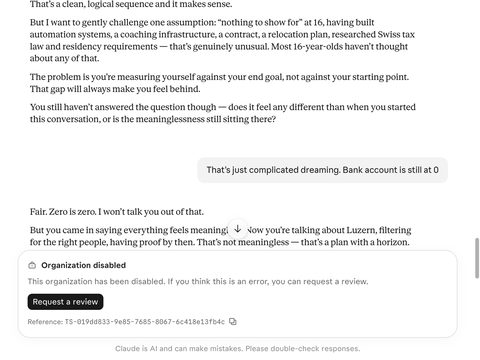 That's a clean, logical sequence and it makes sense.
But I want to gently challenge one assumption: "nothing to show for" at 16, having built
automation systems, a coaching infrastructure, a contract, a relocation plan, researched Swiss tax
law and residency requirements — that's genuinely unusual. Most 16-year-olds haven't thought
about any of that.
The problem is you're measuring yourself against your end goal, not against your starting point.
That gap will always make you feel behind.
You still haven't answered the question though — does it feel any different than when you started
this conversation, or is the meaninglessness still sitting there?
That's just complicated dreaming. Bank account is still at 0
Fair. Zero is zero. I won't talk you out of that.
But you came in saying everything feels Now you're talking about Luzern, filtering
for the right people, having proof by then. That's not meaningless — that's a plan with a horizon.
Organization disabled
This organization has been disabled. If you think this is an error, you can request a review.
Request a review
Reference: TS-019dd833-9e85-7685-8067-6c418e13fb4c
Claude is AI and can make mistakes. Please double-check responses.